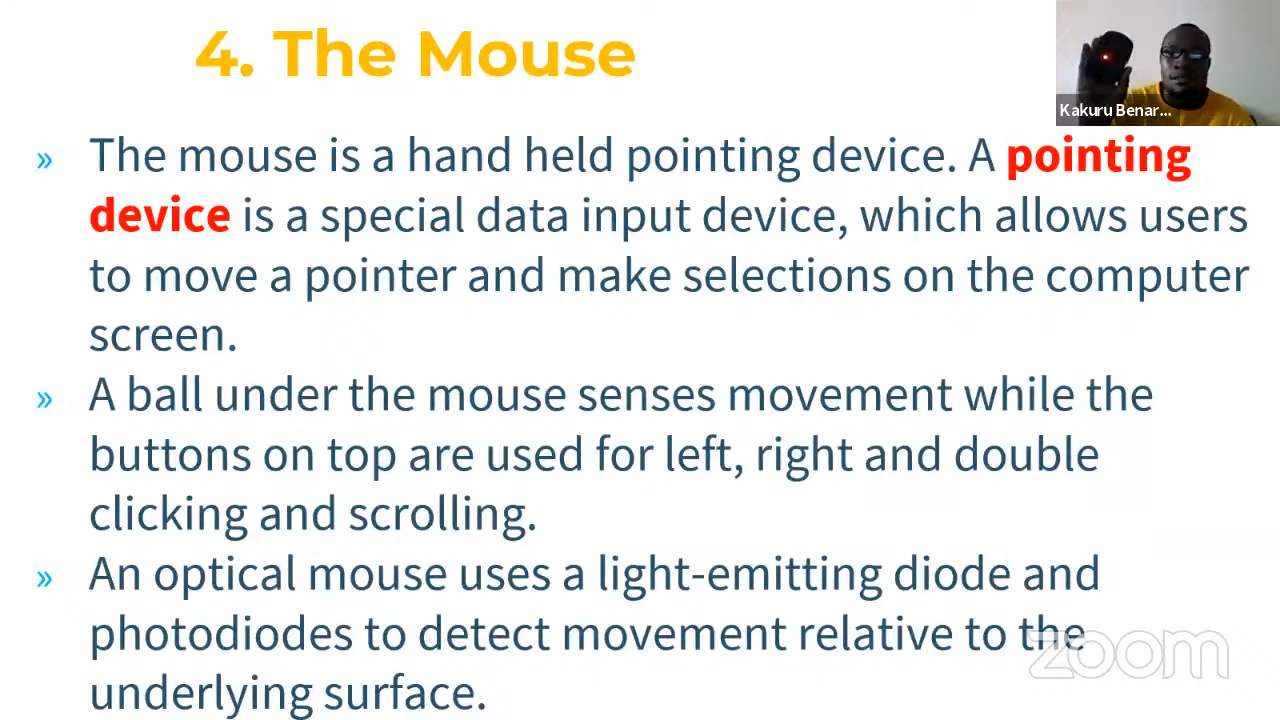 4. The Mouse
Kakuru Benar...
» The mouse is a hand held pointing device. A pointing
device is a special data input device, which allows users
to move a pointer and make selections on the computer
screen.
» A ball under the mouse senses movement while the
buttons on top are used for left, right and double
clicking and scrolling.
» An optical mouse uses a light-emitting diode and
photodiodes to detect movement relative to the
underlying surface.
zoom